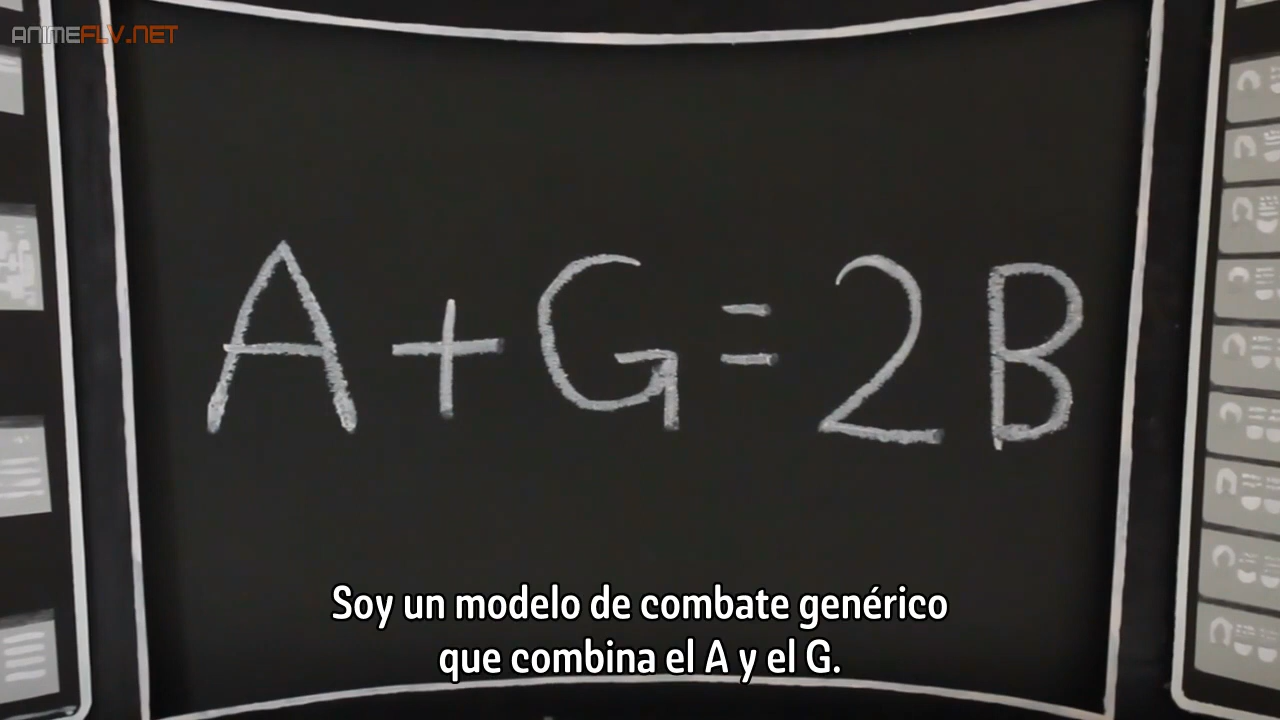 ANIMEFLV.NET
A+G=2B
Soy un modelo de combate genérico
que combina el A y el G.